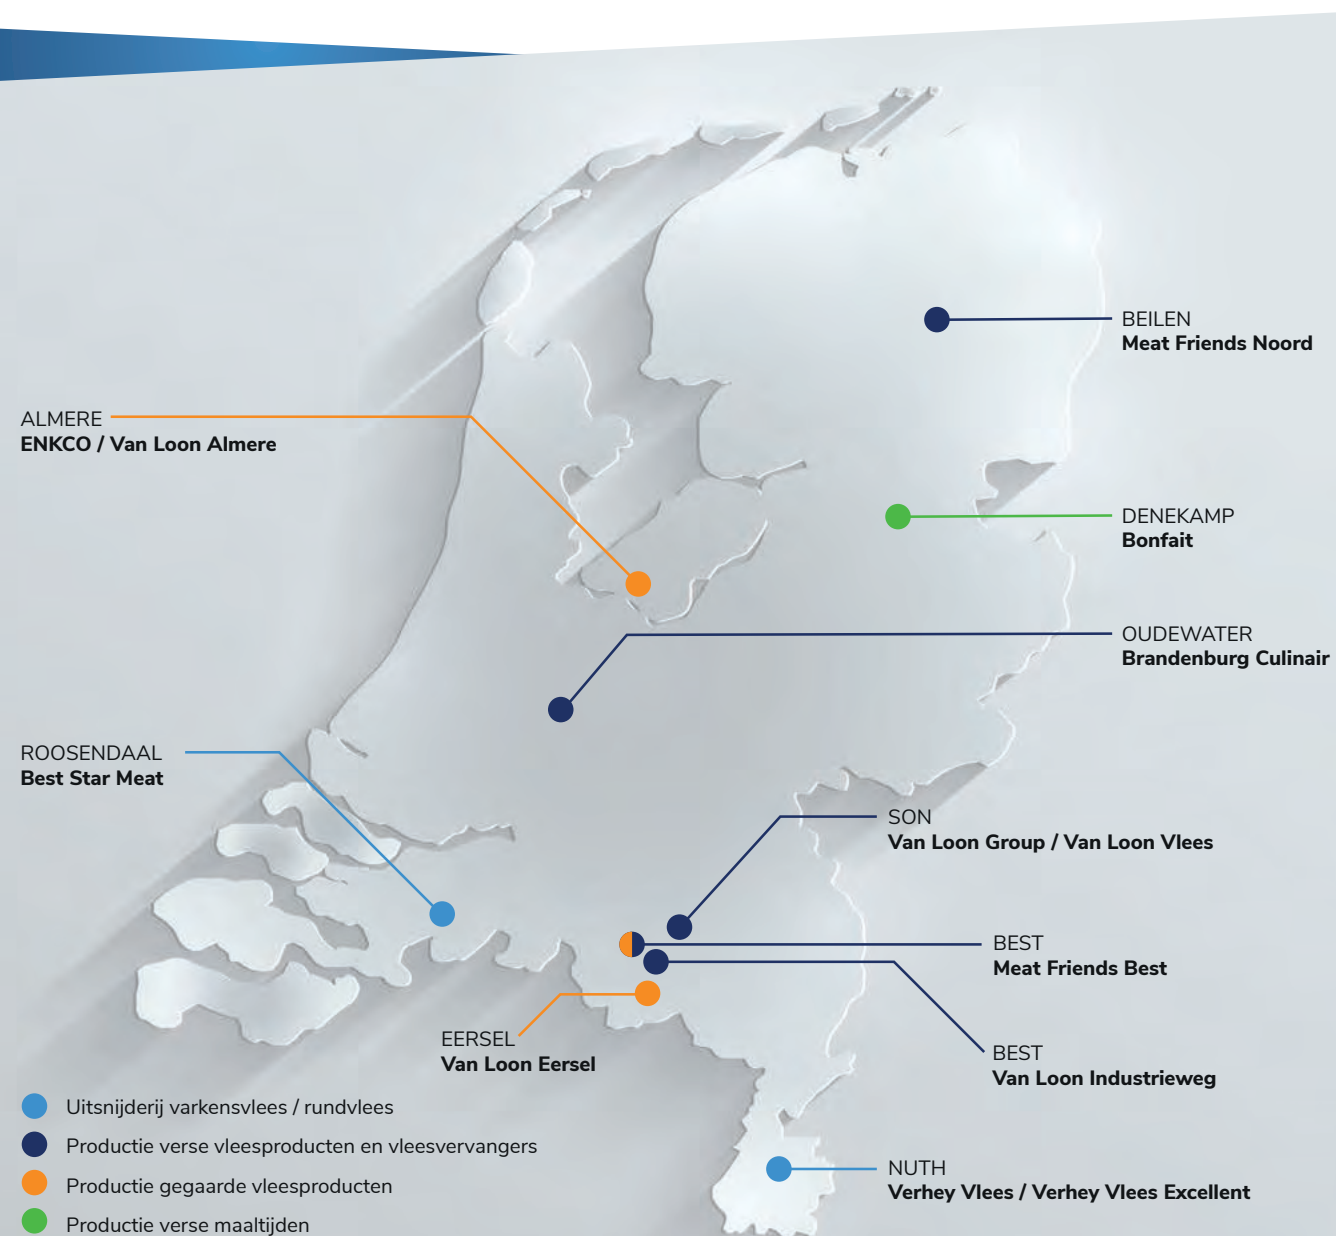 BEILEN
Meat Friends Noord
ALMERE
ENKCO / Van Loon Almere
DENEKAMP
Bonfait
OUDEWATER
Brandenburg Culinair
ROOSENDAAL
Best Star Meat
SON
Van Loon Group / Van Loon Vlees
BEST
Meat Friends Best
EERSEL
Van Loon Eersel
BEST
Van Loon Industrieweg
NUTH
Verhey Vlees / Verhey Vlees Excellent
Uitsnijderij varkensvlees / rundvlees
Productie verse vleesproducten en vleesvervangers
Productie gegaarde vleesproducten
Productie verse maaltijden